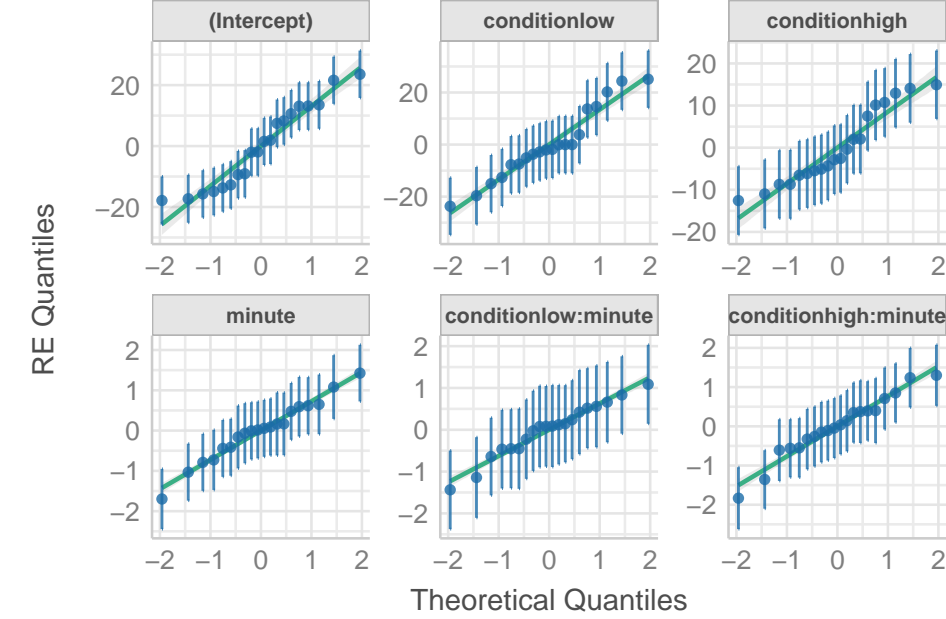 (Intercept)
conditionlow
conditionhigh
20
0
−20
20
0
−20
20
10
0
−10
−20
−2 −1 0 1 2
−2 −1 0 1 2
−2 −1 0 1 2
RE Quantiles
minute
conditionlow:minute
conditionhigh:minute
2
1
0
−1
−2
2
1
0
−1
−2
2
1
0
−1
−2
−2 −1 0 1 2
−2 −1 0 1 2
−2 −1 0 1 2
Theoretical Quantiles